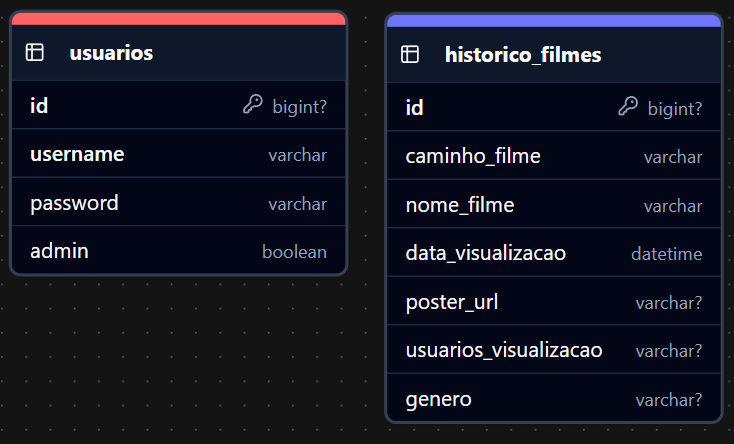 usuarios
id bigint?
username varchar
password varchar
admin boolean
historico_filmes
id bigint?
caminho_filme varchar
nome_filme varchar
data_visualizacao datetime
poster_url varchar?
usuarios_visualizacao varchar?
genero varchar?